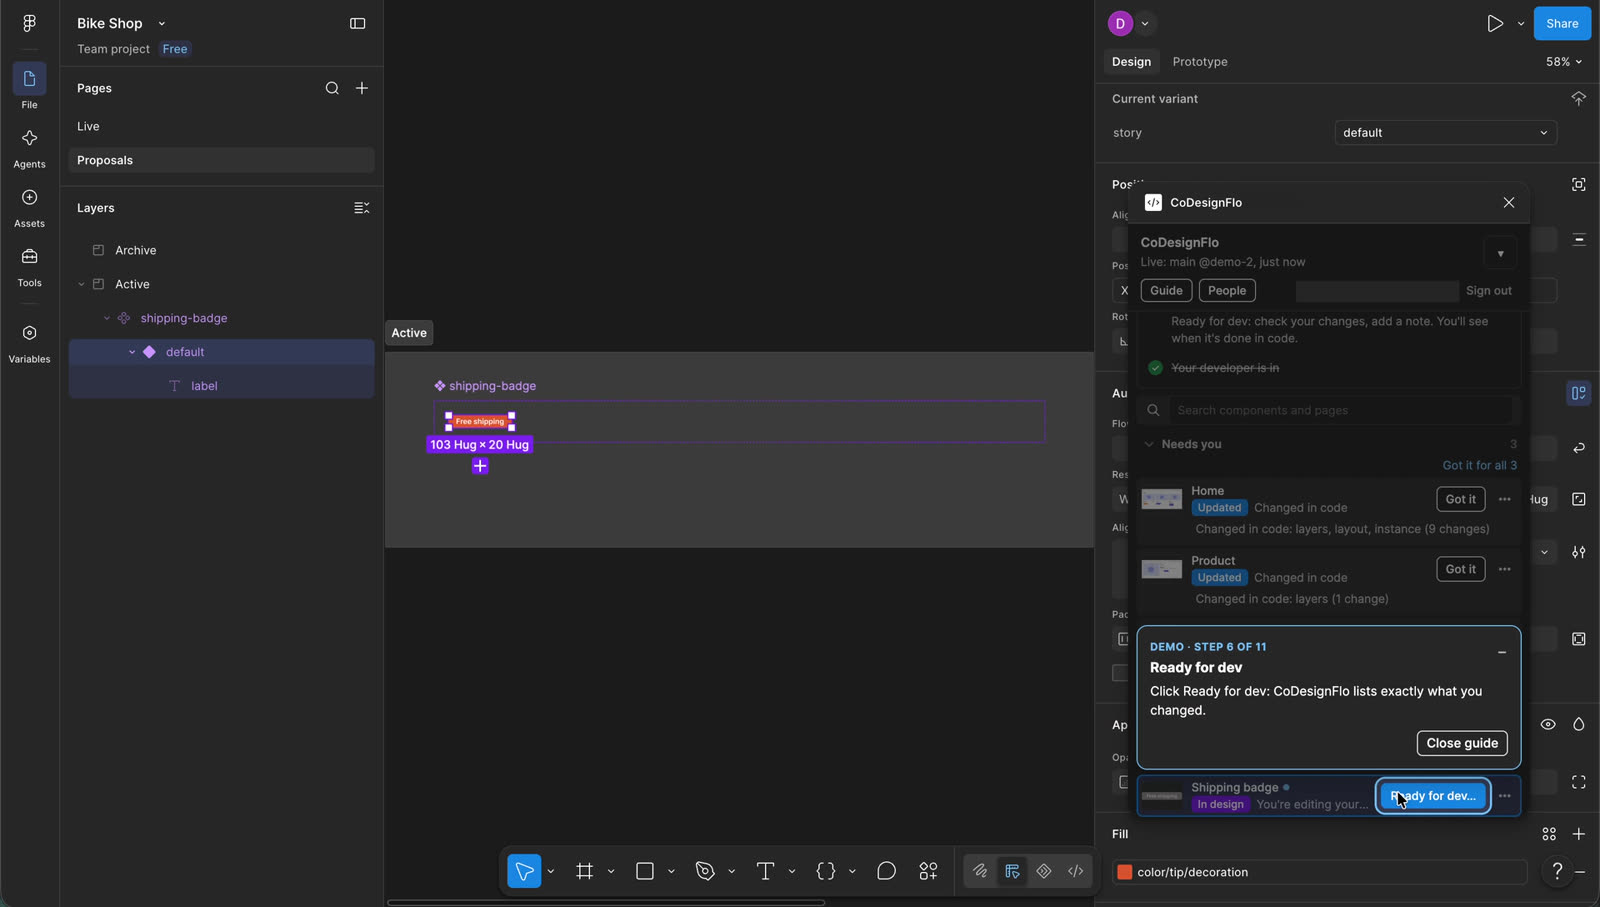 Bike Shop
Team project Free
File
Agents
Assets
Tools
Variables
Pages
Live
Proposals
Layers
Archive
Active
shipping-badge
default
label
Active
shipping-badge
Free shipping
103 Hug × 20 Hug
D
Share
Design Prototype 58%
Current variant
story default
CoDesignFlo
CoDesignFlo
Live: main @demo-2, just now
Guide People Sign out
Ready for dev: check your changes, add a note. You'll see
when it's done in code.
Your developer is in
Search components and pages
Needs you 3
Got it for all 3
Home
Updated Changed in code
Got it
Changed in code: layers, layout, instance (9 changes)
Product
Updated Changed in code
Got it
Changed in code: layers (1 change)
DEMO · STEP 6 OF 11
Ready for dev
Click Ready for dev: CoDesignFlo lists exactly what you
changed.
Close guide
Shipping badge
In design You're editing your...
Ready for dev...
Fill
color/tip/decoration